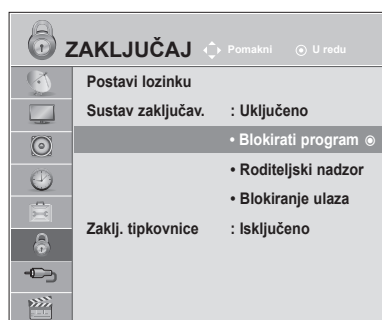 ZAKLJUČAJ Pomakni U redu
Postavi lozinku
Sustav zaključav. : Uključeno
• Blokirati program
• Roditeljski nadzor
• Blokiranje ulaza
Zaklj. tipkovnice : Isključeno